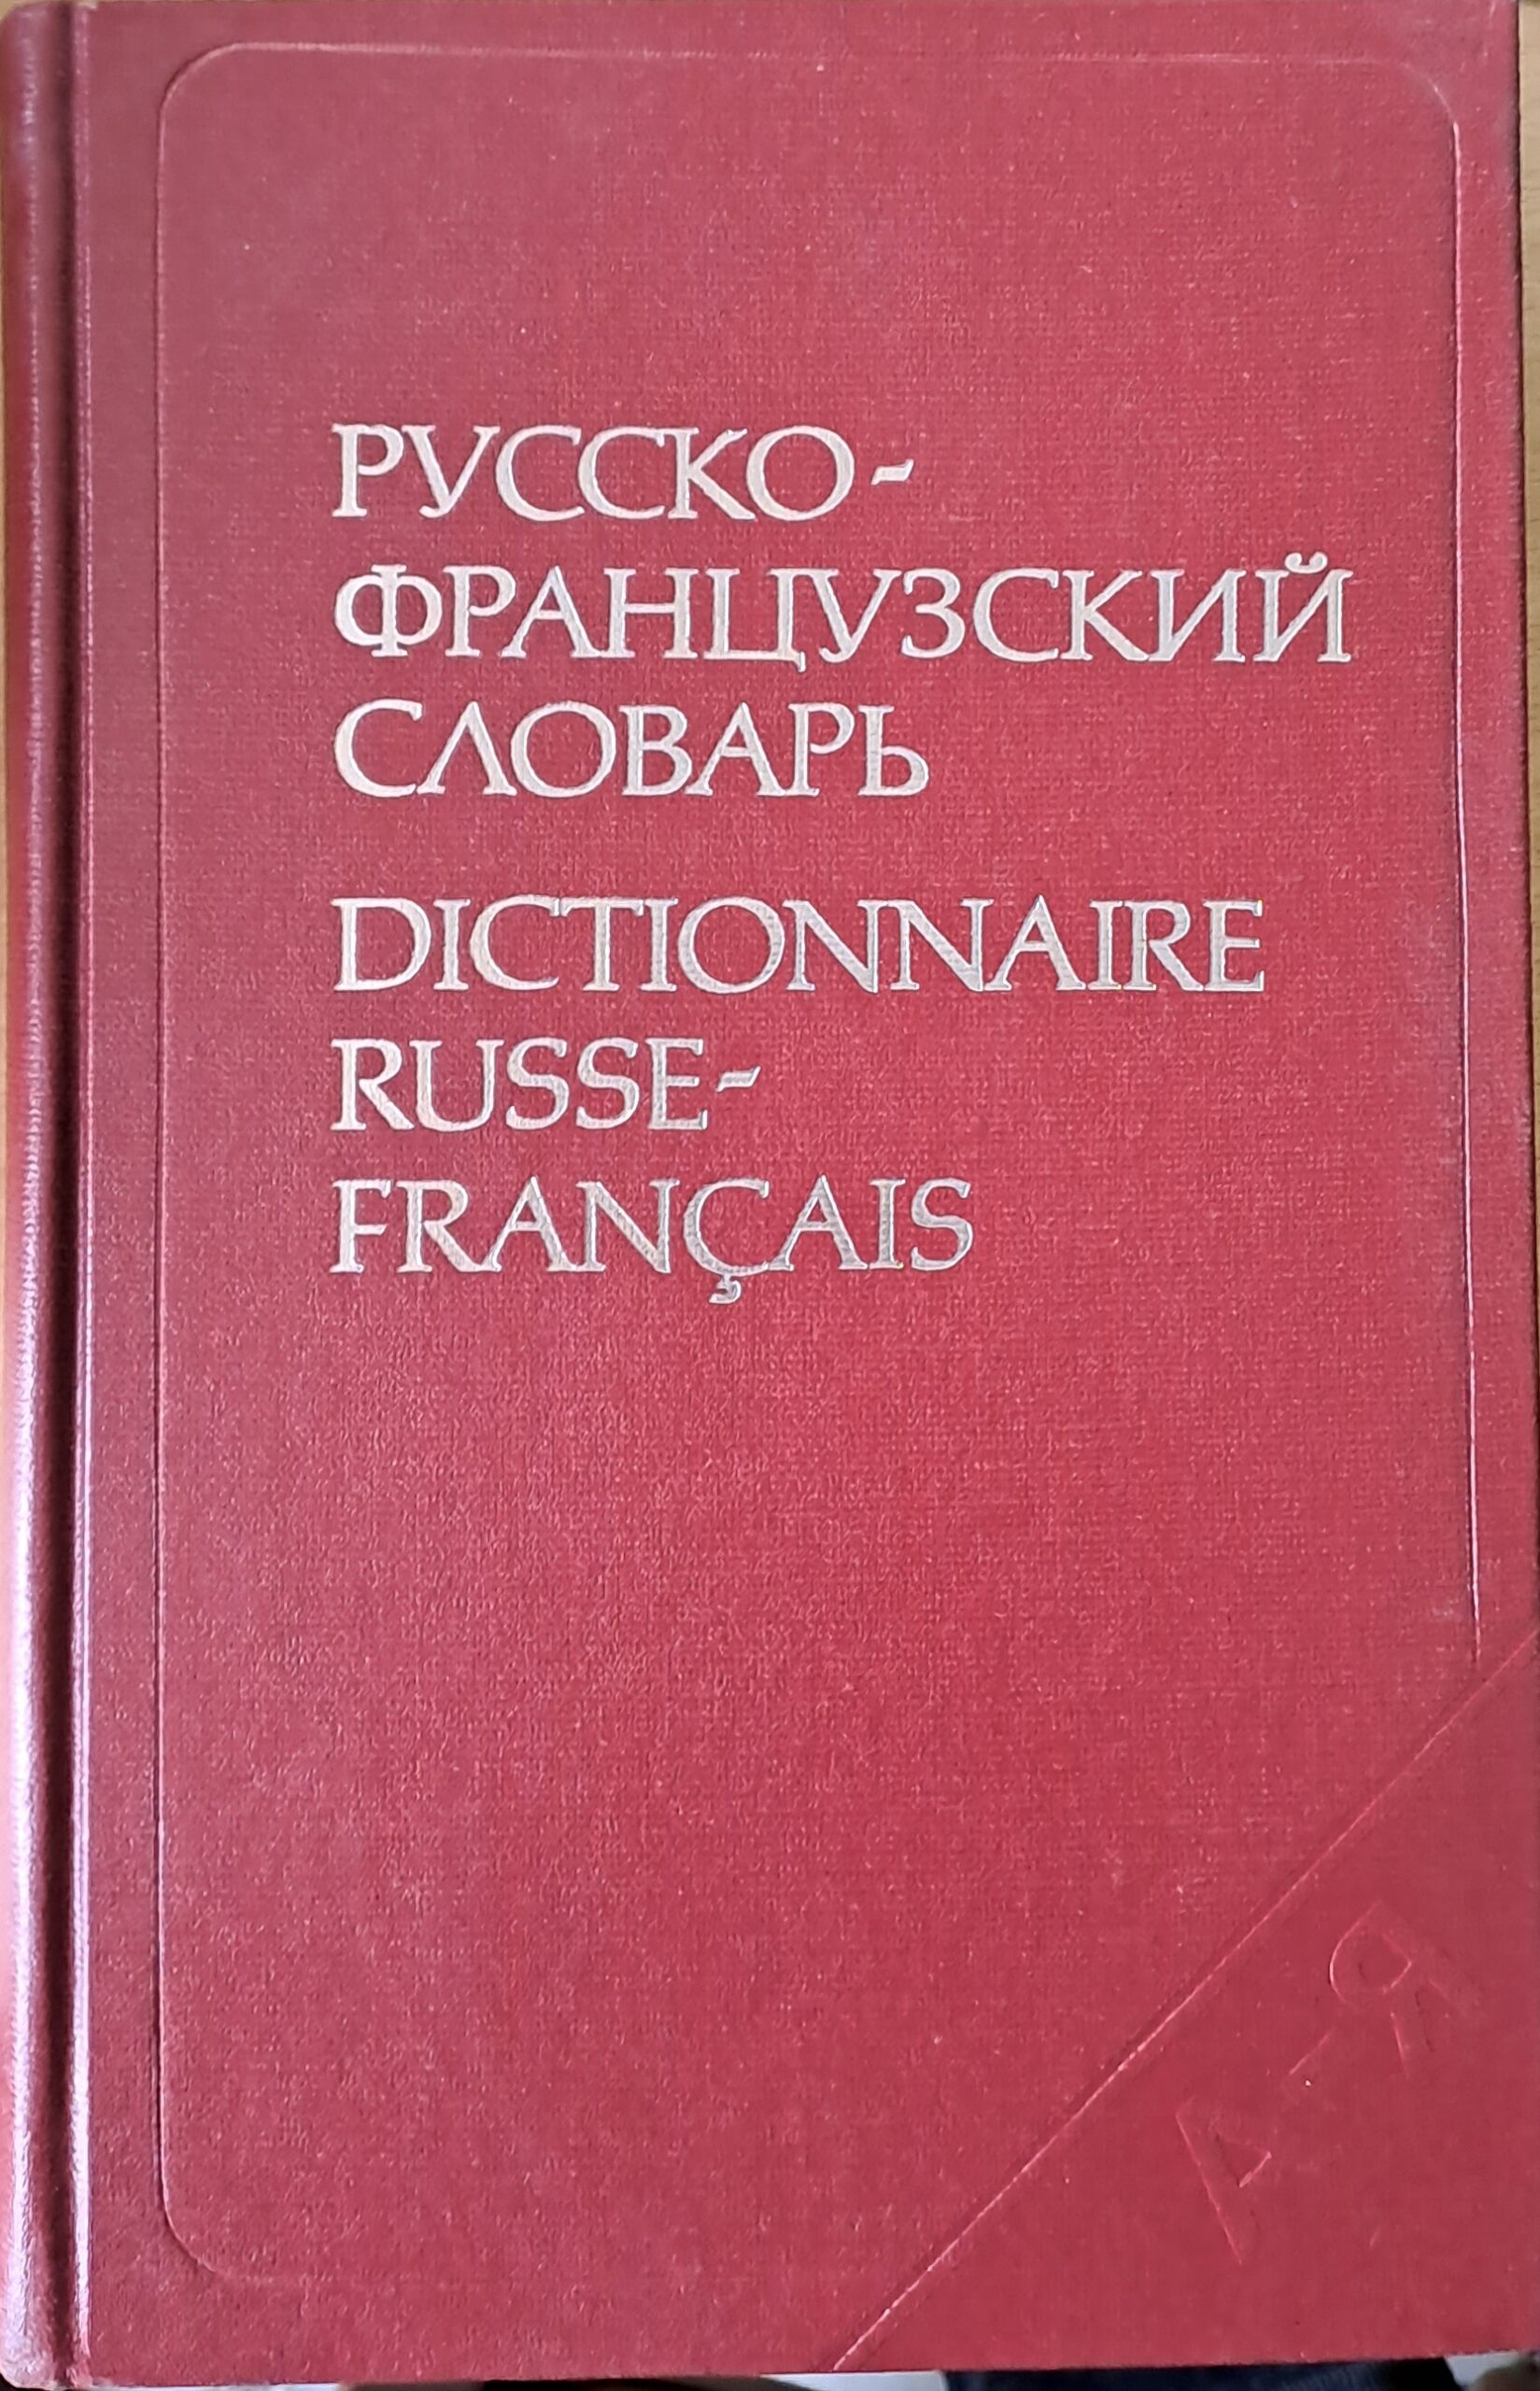 РУССКО-
ФРАНЦУЗСКИЙ
СЛОВАРЬ
DICTIONNAIRE
RUSSE-
FRANÇAIS
А-Я